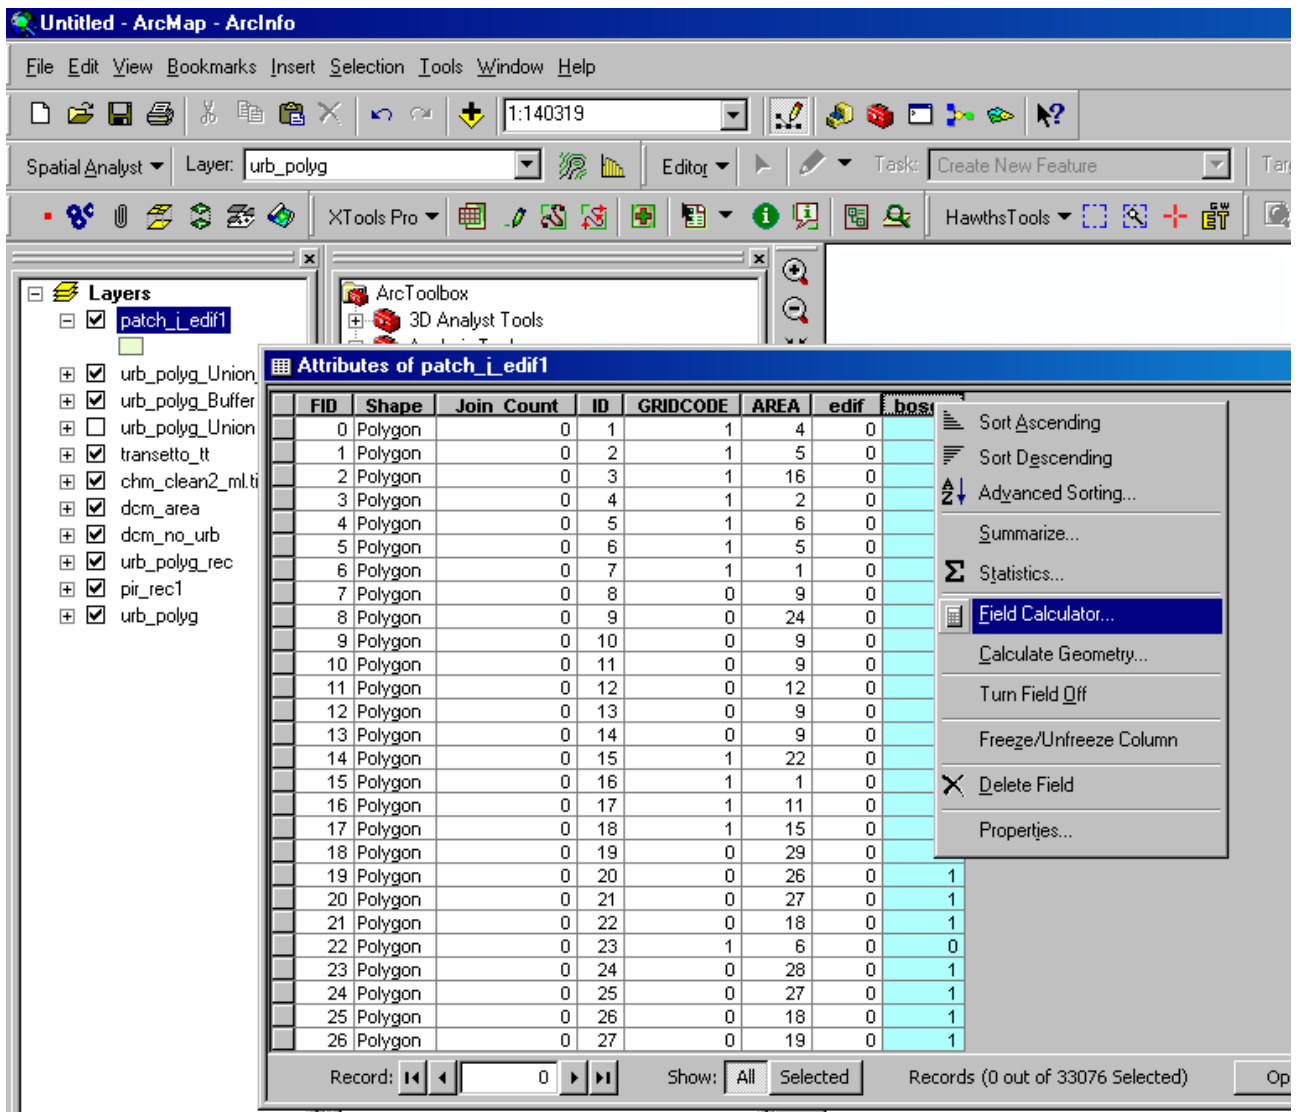 Untitled - ArcMap - ArcInfo
File Edit View Bookmarks Insert Selection Tools Window Help
1:140319
Spatial Analyst Layer: urb_polyg Editor Task: Create New Feature
XTools Pro HawthsTools
Layers
patch_j_edif1
urb_polyg_Union_
urb_polyg_Buffer
urb_polyg_Union
transetto_tt
chm_clean2_ml.ti
dcm_area
dcm_no_urb
urb_polyg_rec
pir_rec1
urb_polyg
ArcToolbox
3D Analyst Tools
Attributes of patch_j_edif1
FID Shape Join_Count ID GRIDCODE AREA edif
0 Polygon 0 1 1 4 0
1 Polygon 0 2 1 5 0
2 Polygon 0 3 1 16 0
3 Polygon 0 4 1 2 0
4 Polygon 0 5 1 6 0
5 Polygon 0 6 1 5 0
6 Polygon 0 7 1 1 0
7 Polygon 0 8 0 9 0
8 Polygon 0 9 0 24 0
9 Polygon 0 10 0 9 0
10 Polygon 0 11 0 9 0
11 Polygon 0 12 0 12 0
12 Polygon 0 13 0 9 0
13 Polygon 0 14 0 9 0
14 Polygon 0 15 1 22 0
15 Polygon 0 16 1 1 0
16 Polygon 0 17 1 11 0
17 Polygon 0 18 1 15 0
18 Polygon 0 19 0 29 0
19 Polygon 0 20 0 26 0 1
20 Polygon 0 21 0 27 0 1
21 Polygon 0 22 0 18 0 1
22 Polygon 0 23 1 6 0 0
23 Polygon 0 24 0 28 0 1
24 Polygon 0 25 0 27 0 1
25 Polygon 0 26 0 18 0 1
26 Polygon 0 27 0 19 0 1
Sort Ascending
Sort Descending
Advanced Sorting...
Summarize...
Statistics...
Field Calculator...
Calculate Geometry...
Turn Field Off
Freeze/Unfreeze Column
Delete Field
Properties...
Record: 0 Show: All Selected Records (0 out of 33076 Selected) Op